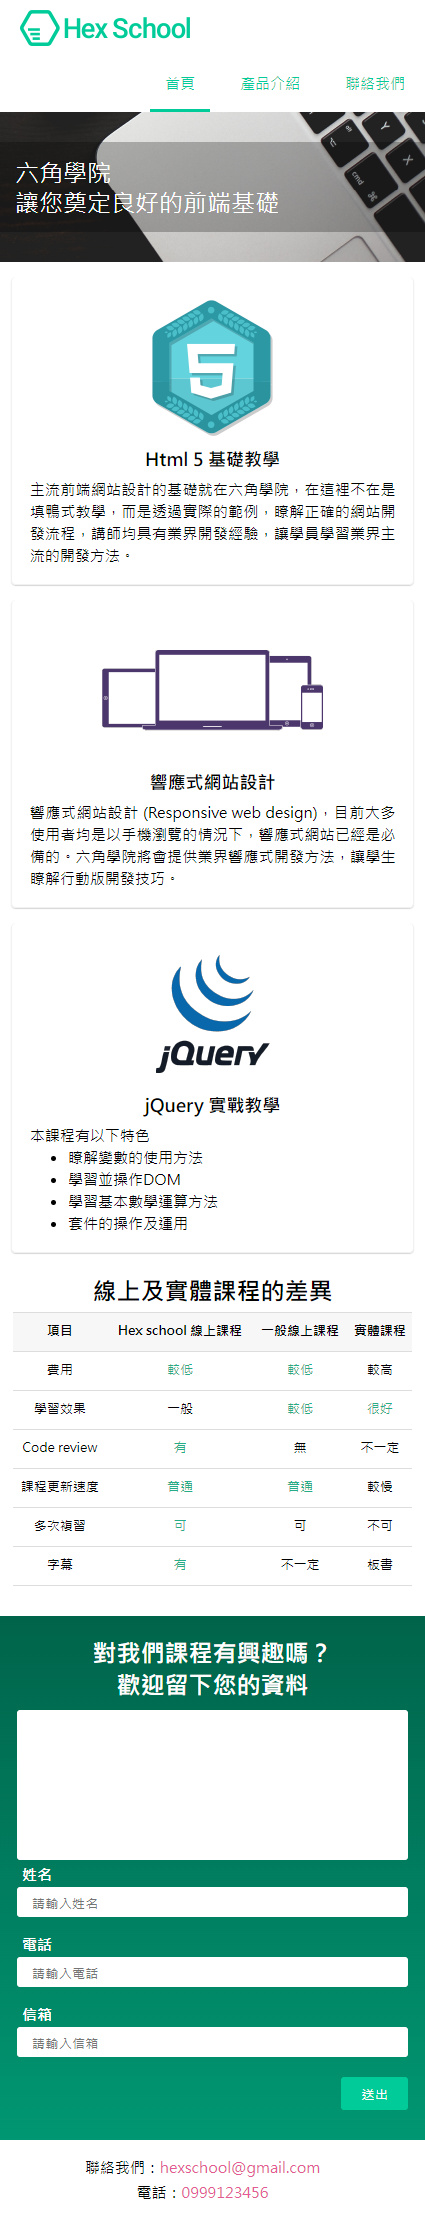 Hex School
首頁 產品介紹 聯絡我們
六角學院
讓您奠定良好的前端基礎
5
Html 5 基礎教學
主流前端網站設計的基礎就在六角學院，在這裡不在是
填鴨式教學，而是透過實際的範例，瞭解正確的網站開
發流程，講師均具有業界開發經驗，讓學員學習業界主
流的開發方法。
響應式網站設計
響應式網站設計 (Responsive web design)，目前大多
使用者均是以手機瀏覽的情況下，響應式網站已經是必
備的。六角學院將會提供業界響應式開發方法，讓學生
瞭解行動版開發技巧。
jQuery
jQuery 實戰教學
本課程有以下特色
• 瞭解變數的使用方法
• 學習並操作DOM
• 學習基本數學運算方法
• 套件的操作及運用
線上及實體課程的差異
項目 Hex school 線上課程 一般線上課程 實體課程
費用 較低 較低 較高
學習效果 一般 較低 很好
Code review 有 無 不一定
課程更新速度 普通 普通 較慢
多次複習 可 可 不可
字幕 有 不一定 板書
對我們課程有興趣嗎？
歡迎留下您的資料
姓名
請輸入姓名
電話
請輸入電話
信箱
請輸入信箱
送出
聯絡我們：hexschool@gmail.com
電話：0999123456